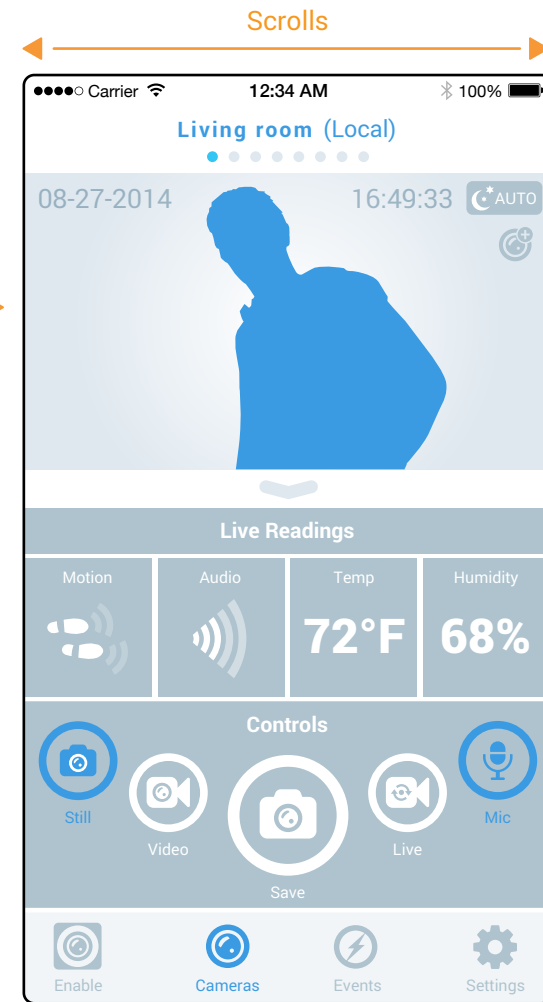 Scrolls
Carrier 12:34 AM 100%
Living room (Local)
08-27-2014 16:49:33 AUTO
Live Readings
Motion Audio Temp Humidity
72°F 68%
Controls
Still Mic
Video Live
Save
Enable Cameras Events Settings